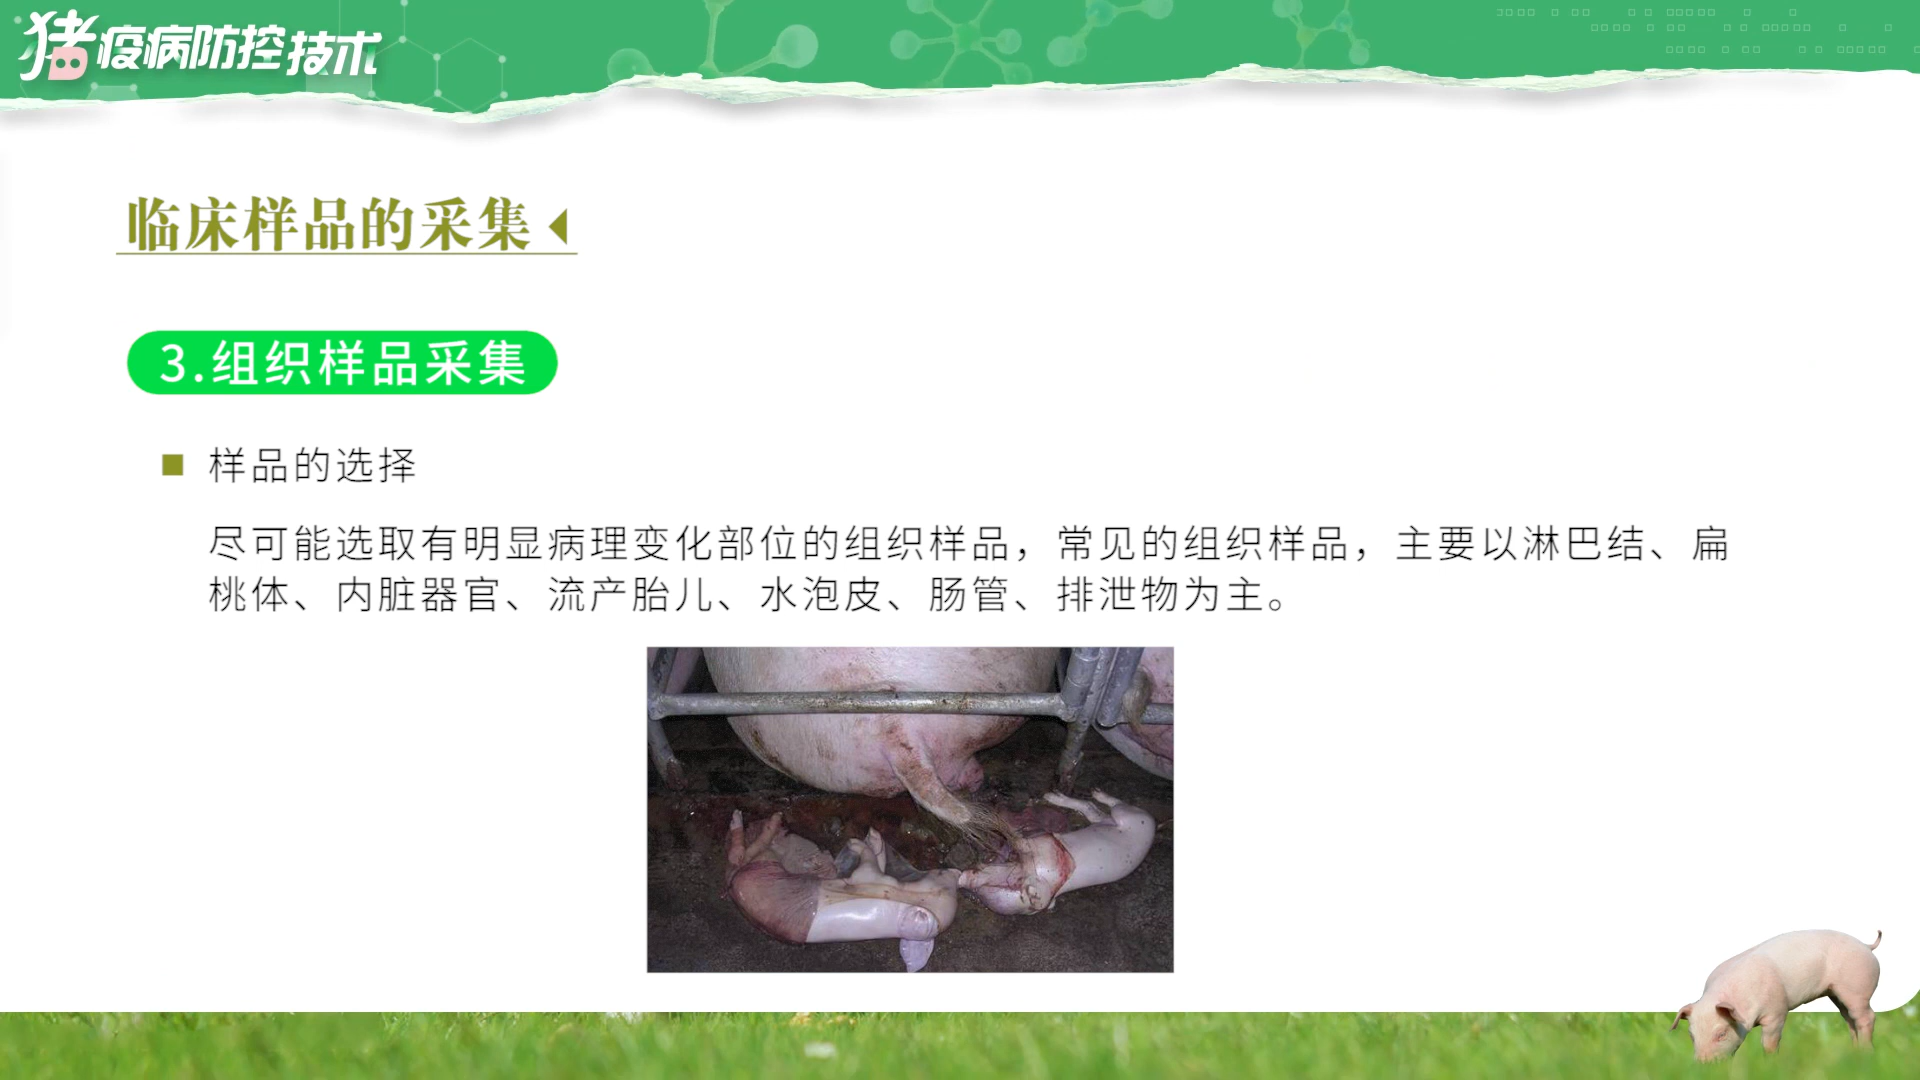 猪疫病防控技术
临床样品的采集
3.组织样品采集
样品的选择
尽可能选取有明显病理变化部位的组织样品，常见的组织样品，主要以淋巴结、扁
桃体、内脏器官、流产胎儿、水泡皮、肠管、排泄物为主。